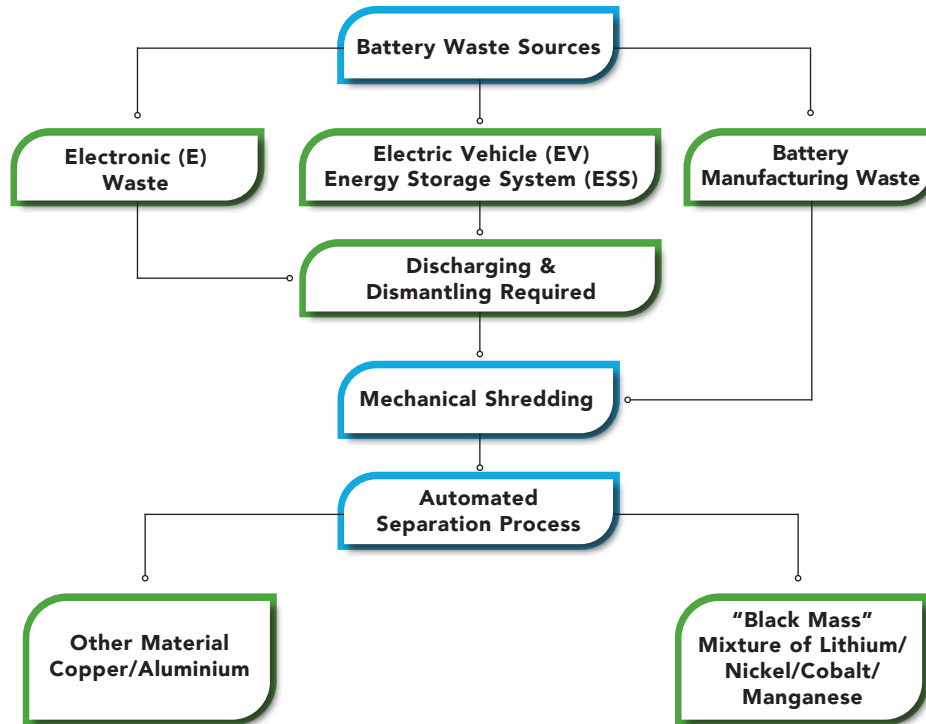 Battery Waste Sources
Electronic (E)
Waste
Electric Vehicle (EV)
Energy Storage System (ESS)
Battery
Manufacturing Waste
Discharging &
Dismantling Required
Mechanical Shredding
Automated
Separation Process
Other Material
Copper/Aluminium
“Black Mass”
Mixture of Lithium/
Nickel/Cobalt/
Manganese